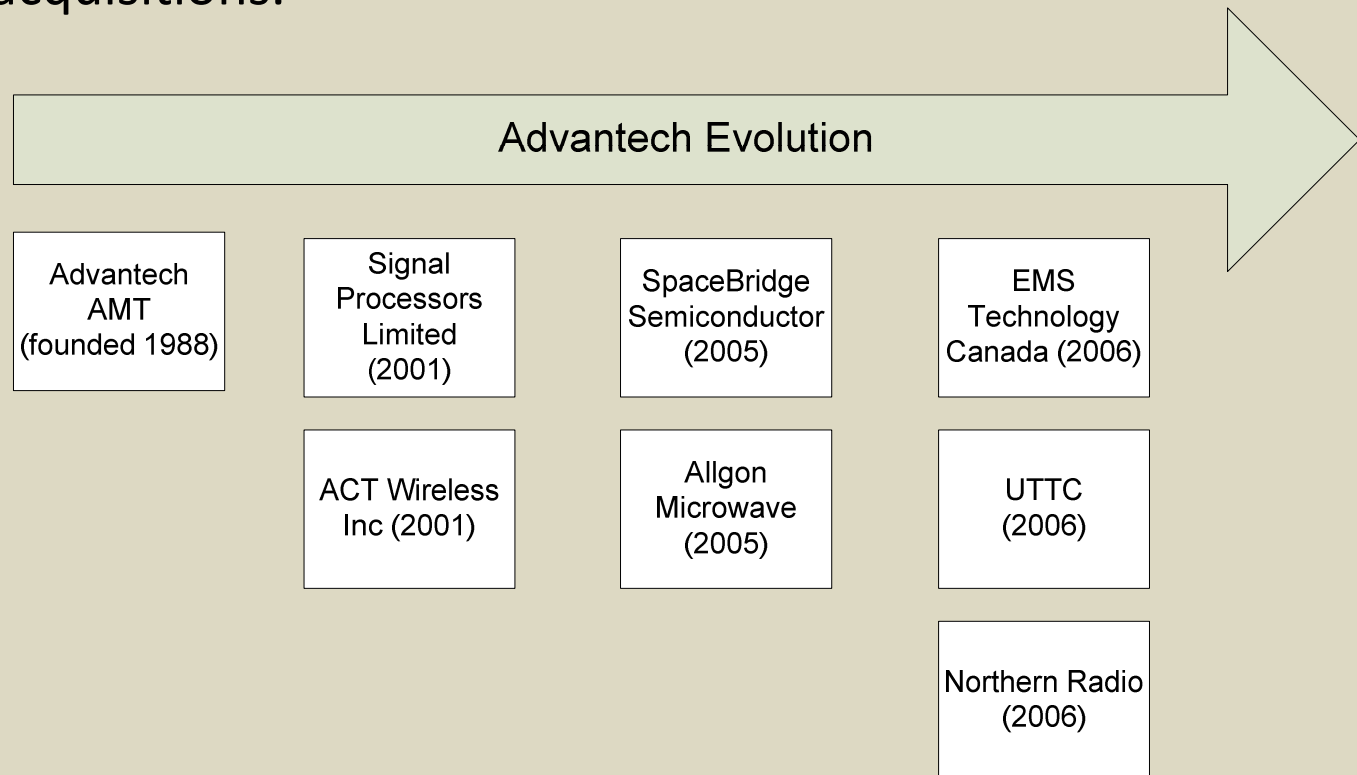 acquisitions.
Advantech Evolution
Advantech
AMT
(founded 1988)
Signal
Processors
Limited
(2001)
SpaceBridge
Semiconductor
(2005)
EMS
Technology
Canada (2006)
ACT Wireless
Inc (2001)
Allgon
Microwave
(2005)
UTTC
(2006)
Northern Radio
(2006)